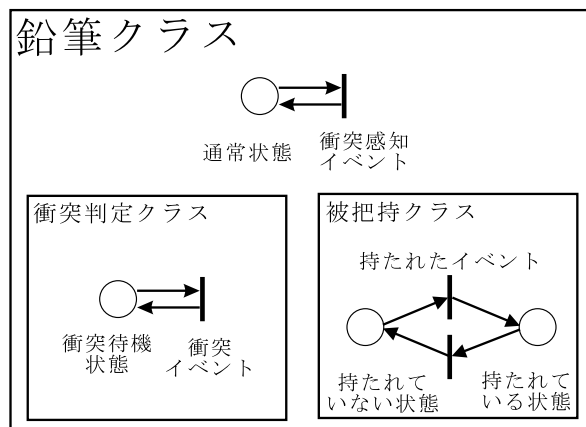 鉛筆クラス
通常状態
衝突感知
イベント
衝突判定クラス
衝突待機
状態
衝突
イベント
被把持クラス
持たれたイベント
持たれて
いない状態
持たれて
いる状態